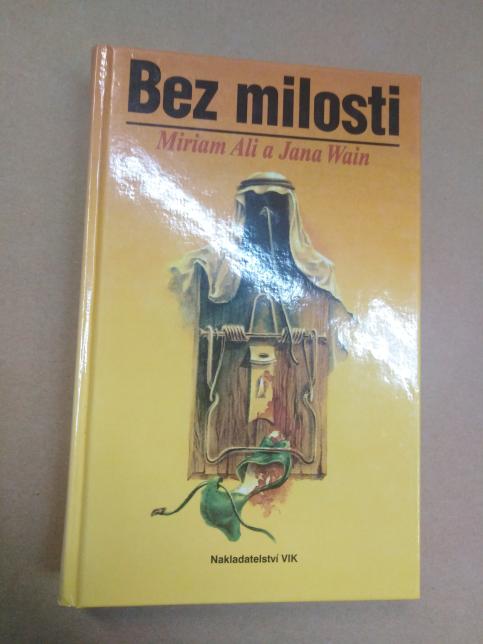 Bez milosti
Miriam Ali a Jana Wain
Nakladatelství VIK